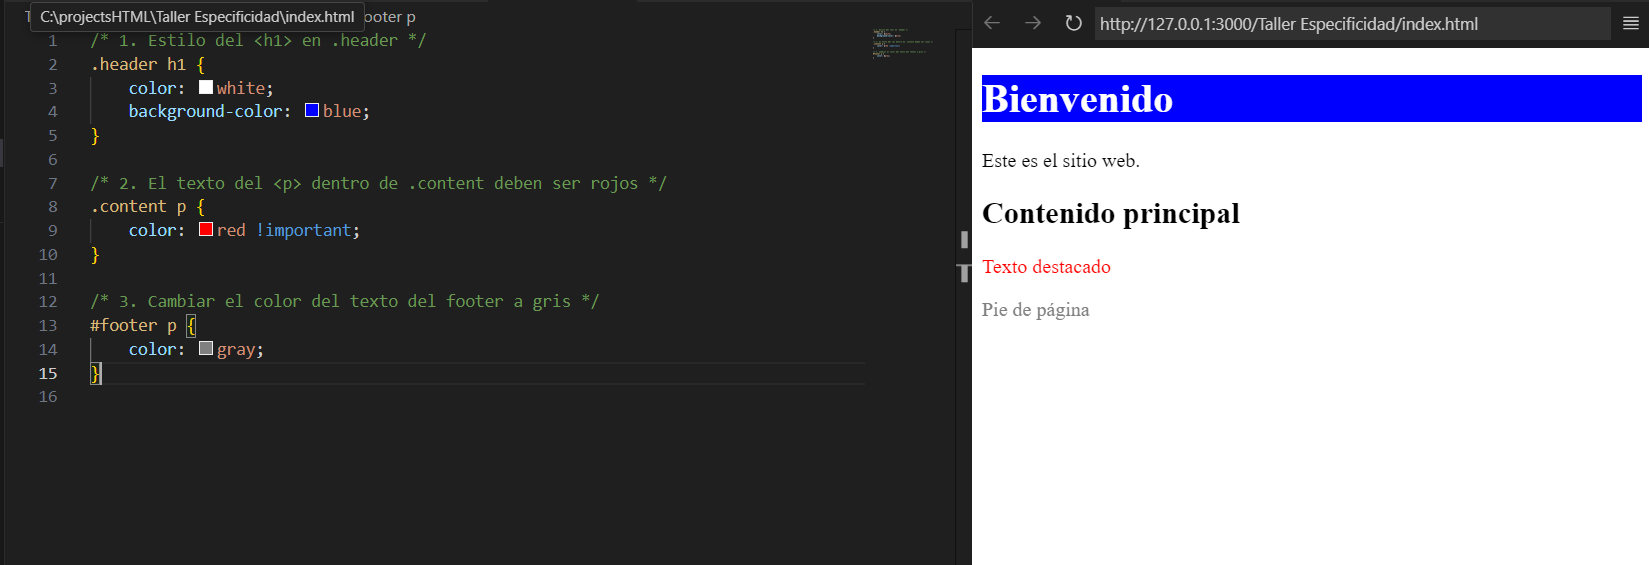 C:\projectsHTML\Taller Especificidad\index.html
ooter p
1 /* 1. Estilo del <h1> en .header */
2 .header h1 {
3 color: white;
4 background-color: blue;
5 }
6
7 /* 2. El texto del <p> dentro de .content deben ser rojos */
8 .content p {
9 color: red !important;
10 }
11
12 /* 3. Cambiar el color del texto del footer a gris */
13 #footer p {
14 color: gray;
15 }
16
http://127.0.0.1:3000/Taller Especificidad/index.html
Bienvenido
Este es el sitio web.
Contenido principal
Texto destacado
Pie de página